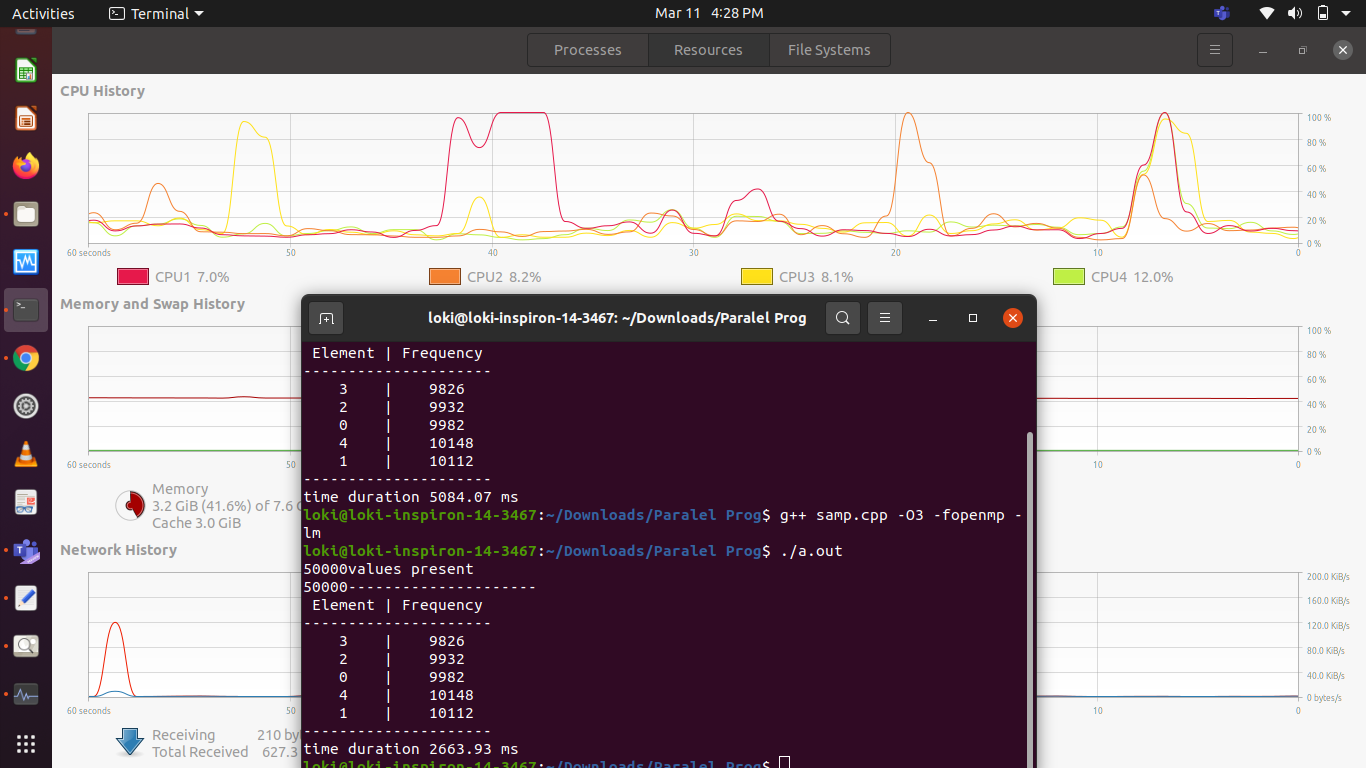 Activities Terminal Mar 11 4:28 PM
Processes Resources File Systems
CPU History
100 %
80 %
60 %
40 %
20 %
0 %
60 seconds 50 40 30 20 10 0
CPU1 7.0% CPU2 8.2% CPU3 8.1% CPU4 12.0%
Memory and Swap History
100 %
80 %
60 %
40 %
20 %
0 %
60 seconds 50 10 0
Memory
3.2 GiB (41.6%) of 7.6
Cache 3.0 GiB
Network History
200.0 KiB/s
160.0 KiB/s
120.0 KiB/s
80.0 KiB/s
40.0 KiB/s
0 bytes/s
60 seconds 50 10 0
Receiving 210 by
Total Received 627.3
loki@loki-inspiron-14-3467: ~/Downloads/Paralel Prog
Element | Frequency
---------------------
3 | 9826
2 | 9932
0 | 9982
4 | 10148
1 | 10112
---------------------
time duration 5084.07 ms
loki@loki-inspiron-14-3467:~/Downloads/Paralel Prog$ g++ samp.cpp -O3 -fopenmp -
lm
loki@loki-inspiron-14-3467:~/Downloads/Paralel Prog$ ./a.out
50000values present
50000---------------------
Element | Frequency
---------------------
3 | 9826
2 | 9932
0 | 9982
4 | 10148
1 | 10112
---------------------
time duration 2663.93 ms
loki@loki-inspiron-14-3467:~/Downloads/Paralel Prog$